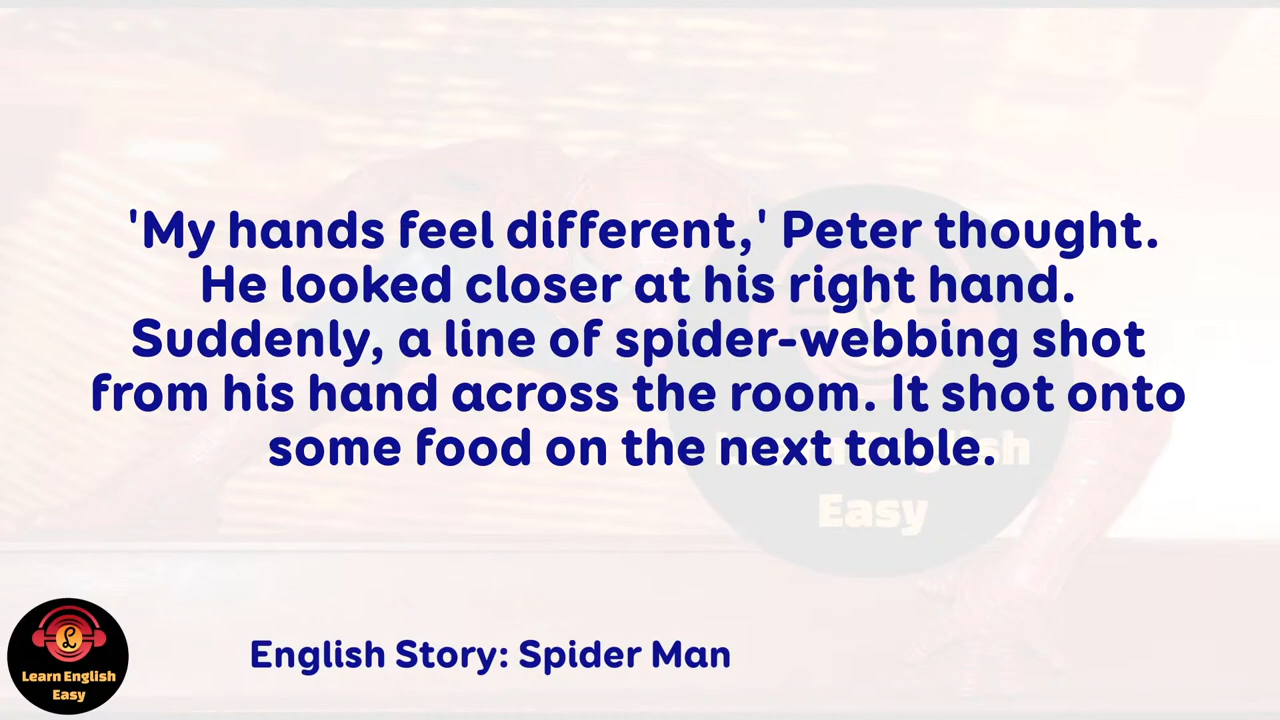 'My hands feel different,' Peter thought.
He looked closer at his right hand.
Suddenly, a line of spider-webbing shot
from his hand across the room. It shot onto
some food on the next table.
Easy
English Story: Spider Man
Learn English
Easy